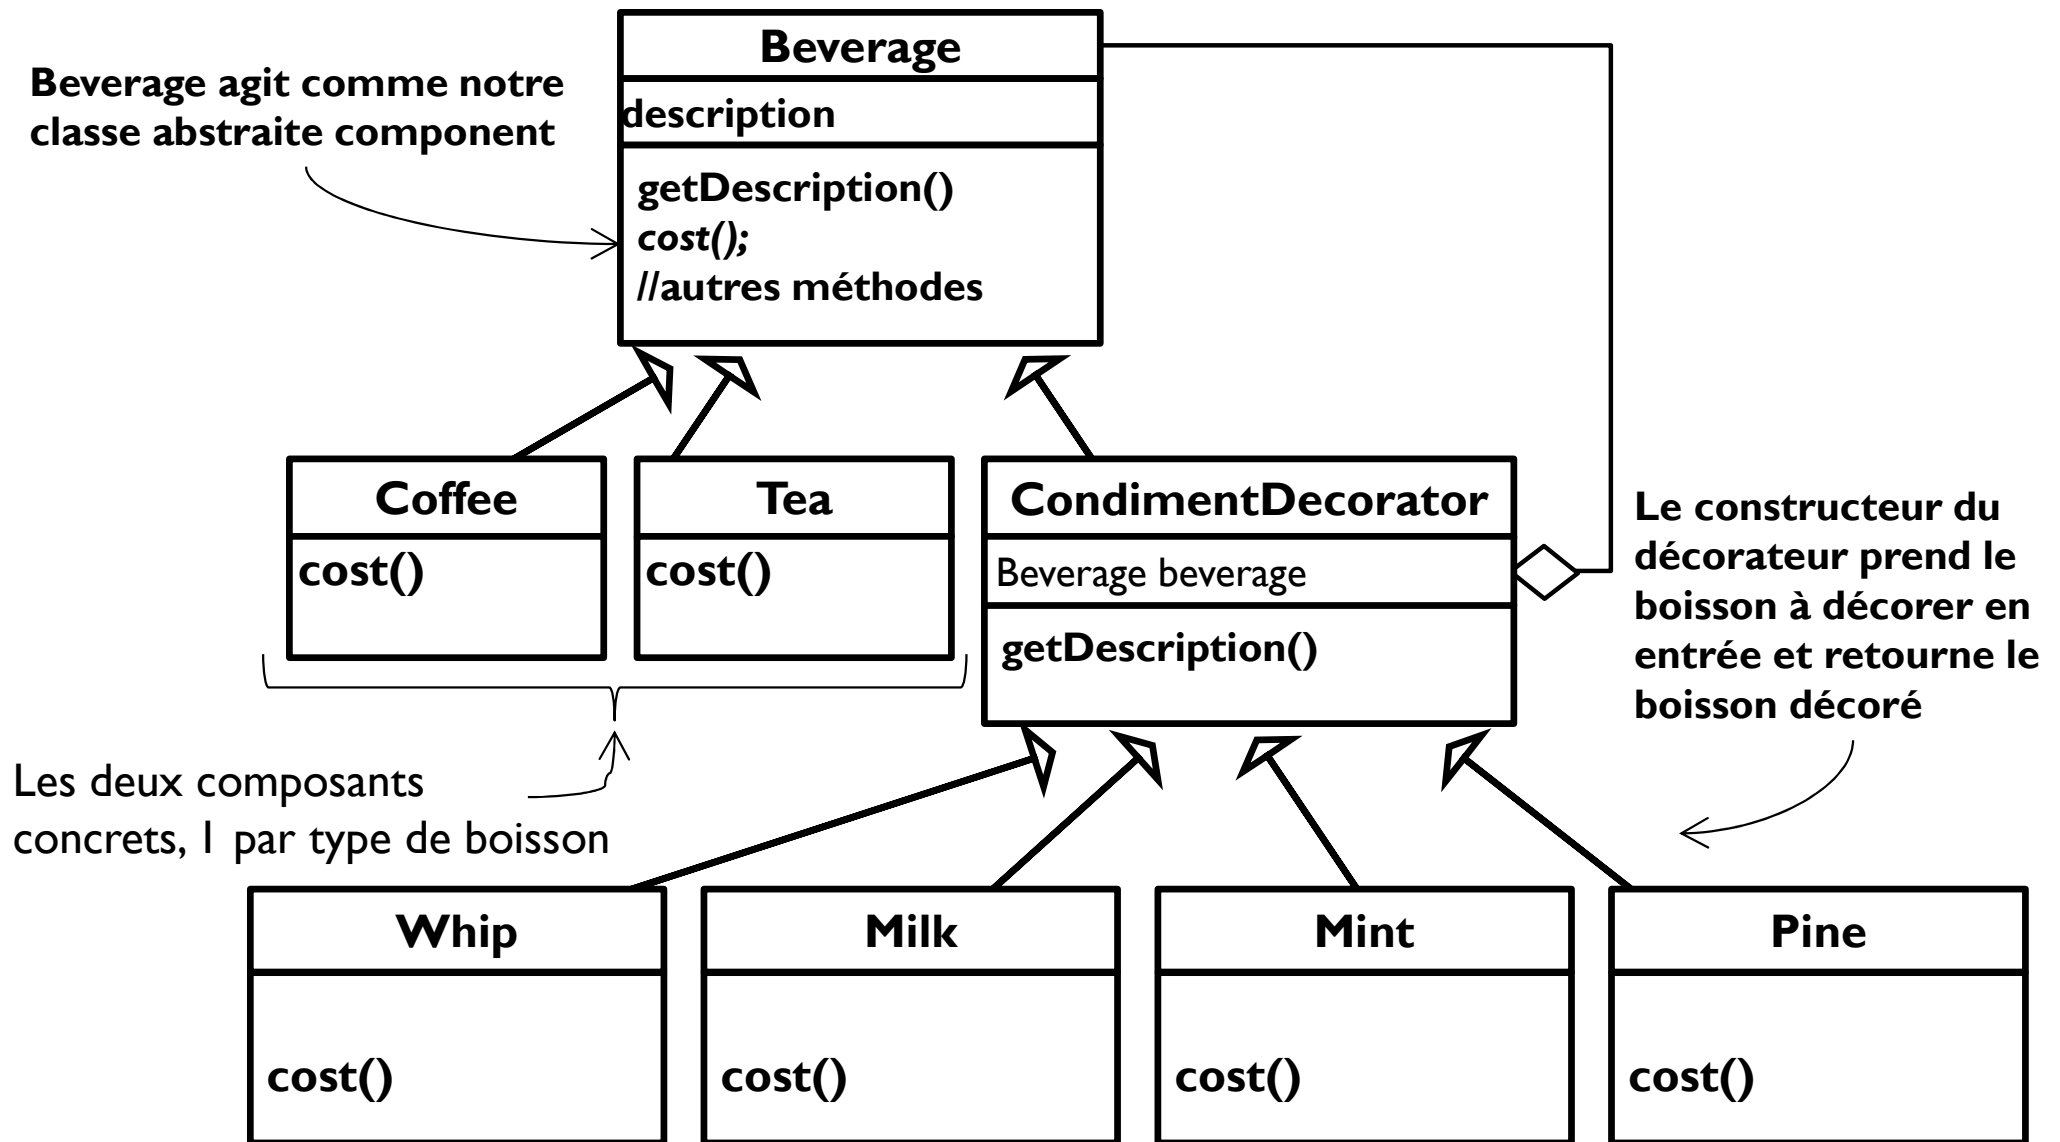 Beverage
description
getDescription()
cost();
//autres méthodes
Beverage agit comme notre
classe abstraite component
Coffee
cost()
Tea
cost()
CondimentDecorator
Beverage beverage
getDescription()
Le constructeur du
décorateur prend le
boisson à décorer en
entrée et retourne le
boisson décoré
Les deux composants
concrets, 1 par type de boisson
Whip
cost()
Milk
cost()
Mint
cost()
Pine
cost()